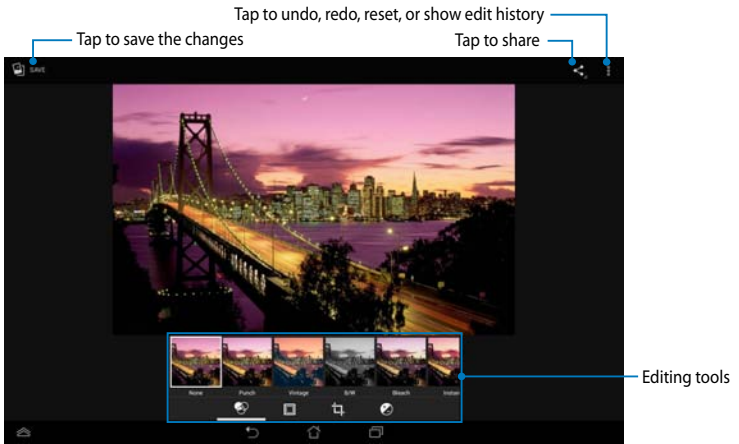 Tap to undo, redo, reset, or show edit history
Tap to save the changes
Tap to share
SAVE
None Punch Vintage B/W Bleach Instan
Editing tools